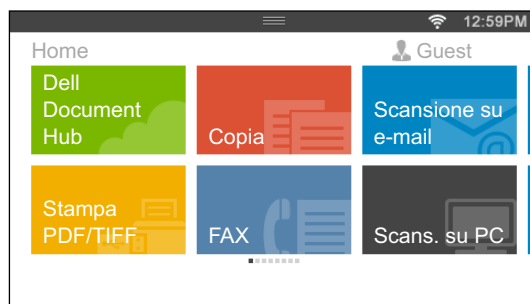 12:59PM
Home
Guest
Dell
Document
Hub
Copia
Scansione su
e-mail
Stampa
PDF/TIFF
FAX
Scans. su PC